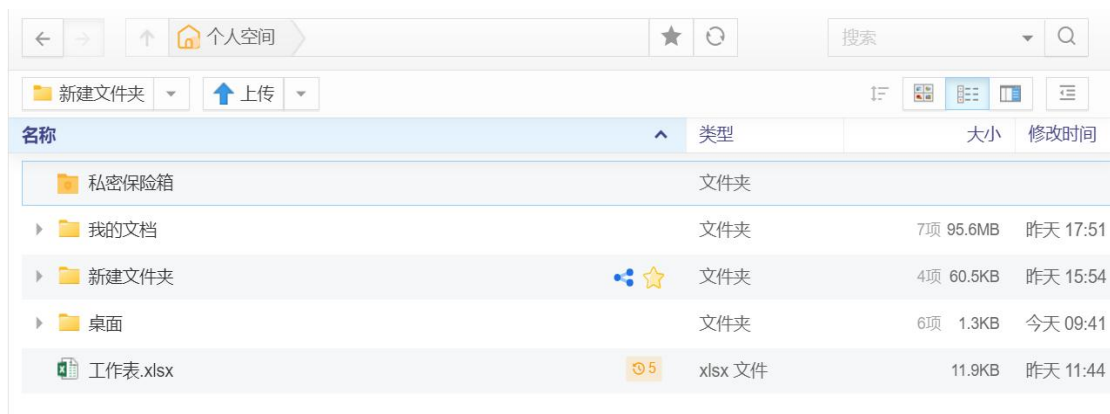 个人空间 搜索
新建文件夹 上传
名称 类型 大小 修改时间
私密保险箱 文件夹
我的文档 文件夹 7项 95.6MB 昨天 17:51
新建文件夹 文件夹 4项 60.5KB 昨天 15:54
桌面 文件夹 6项 1.3KB 今天 09:41
工作表.xlsx 5 xlsx 文件 11.9KB 昨天 11:44